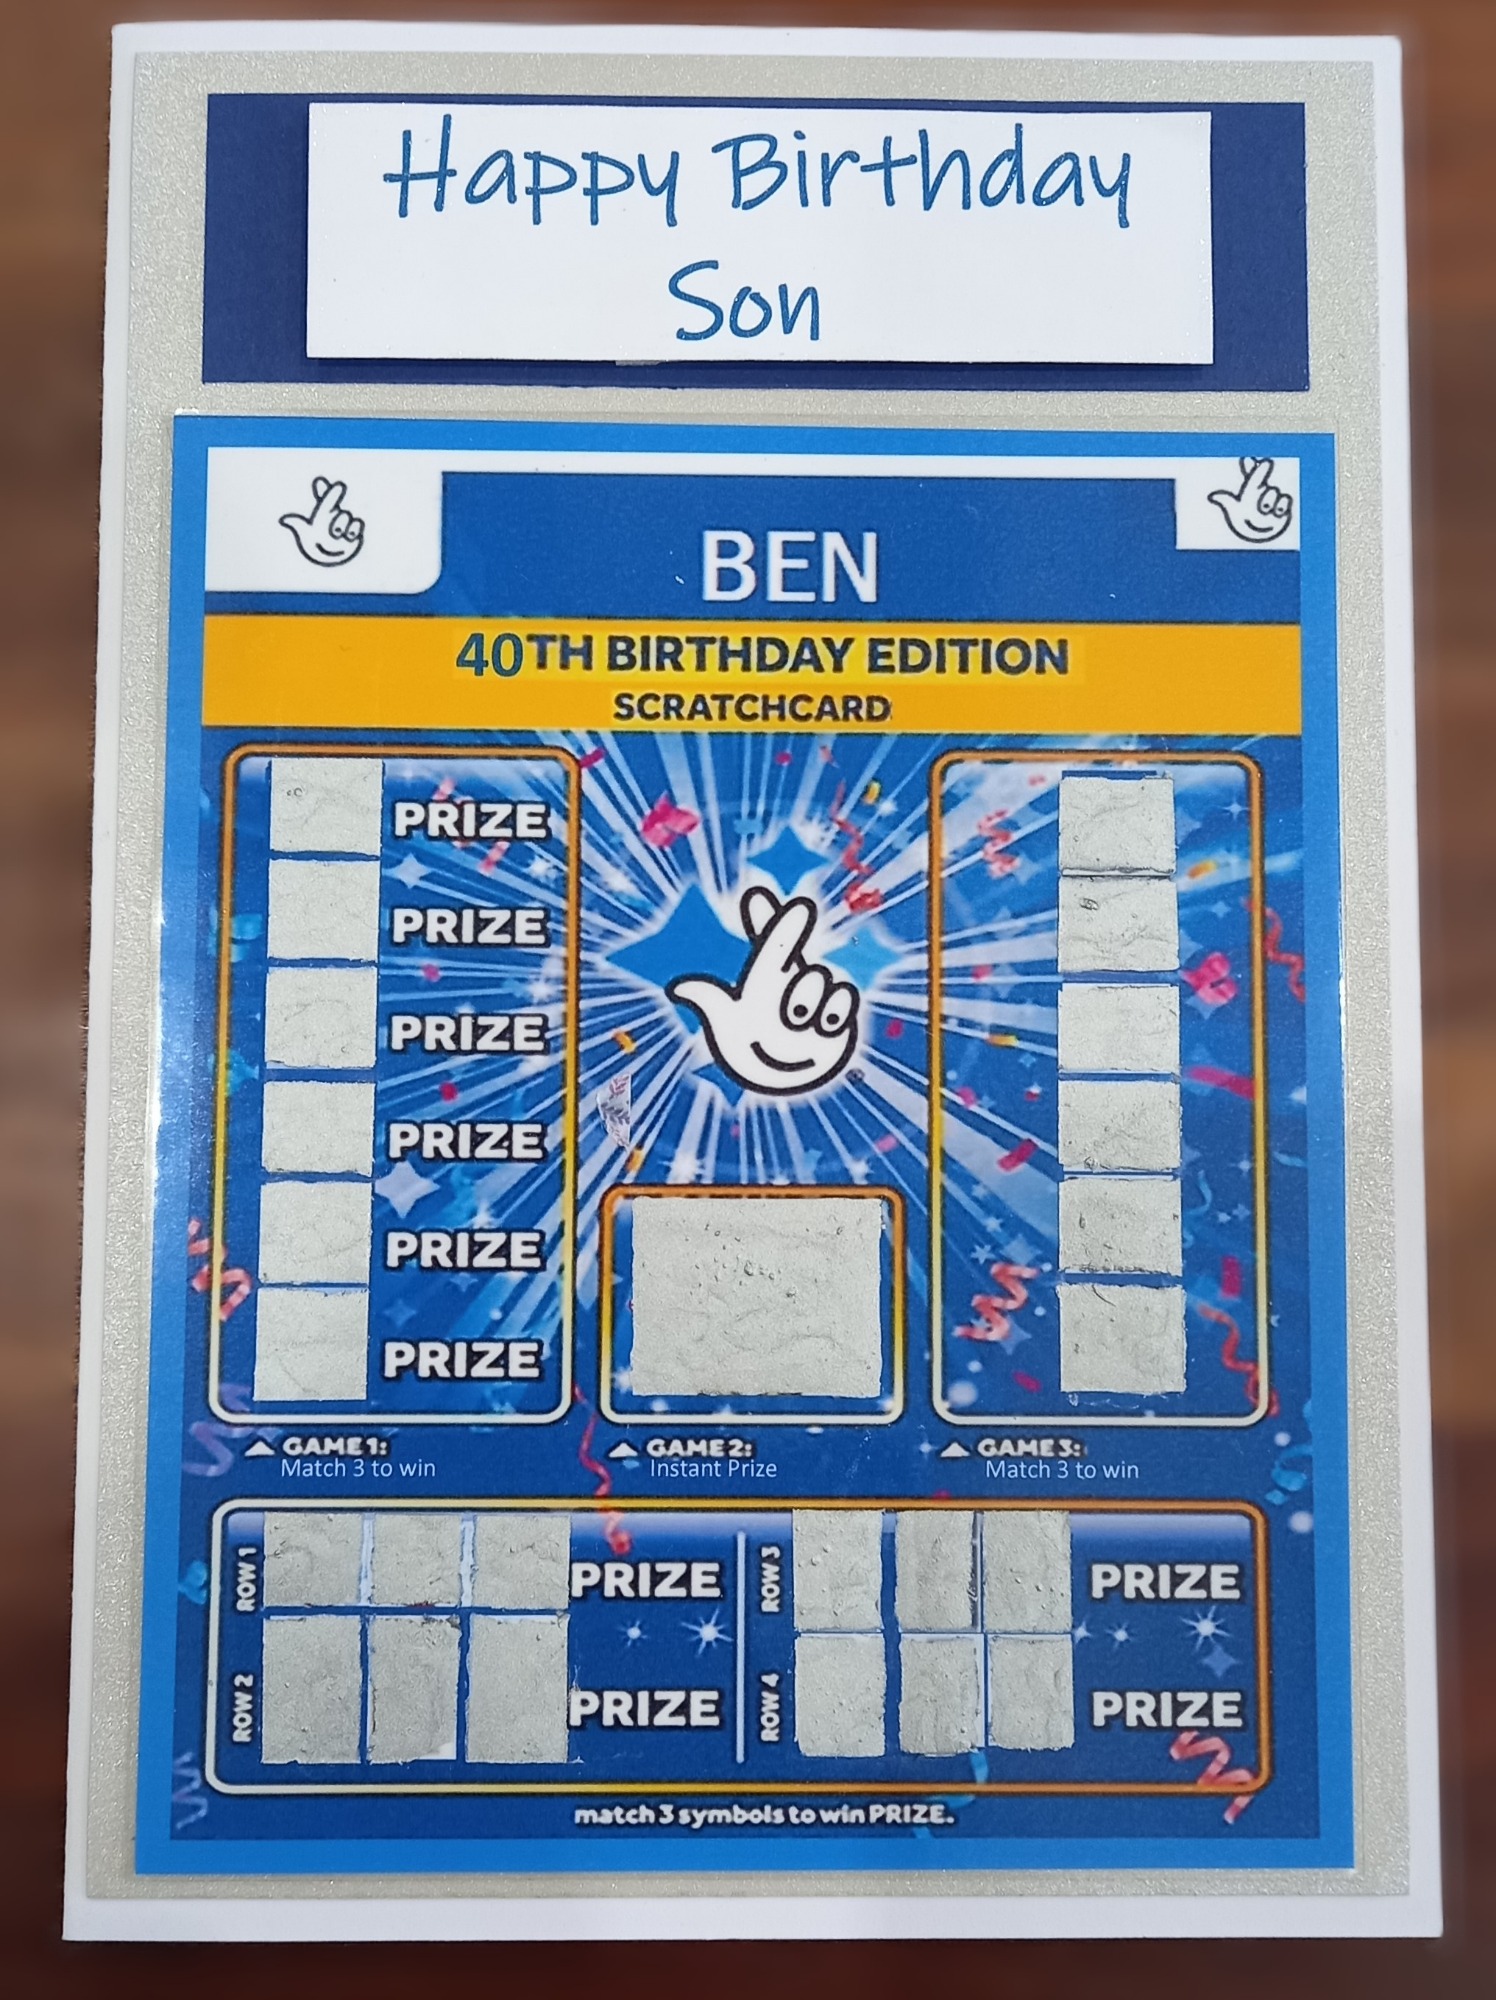 Happy Birthday
Son
BEN
40TH BIRTHDAY EDITION
SCRATCHCARD
PRIZE
PRIZE
PRIZE
PRIZE
PRIZE
PRIZE
GAME 1:
Match 3 to win
GAME 2:
Instant Prize
GAME 3:
Match 3 to win
ROW 1
PRIZE
ROW 2
PRIZE
ROW 3
PRIZE
ROW 4
PRIZE
match 3 symbols to win PRIZE.